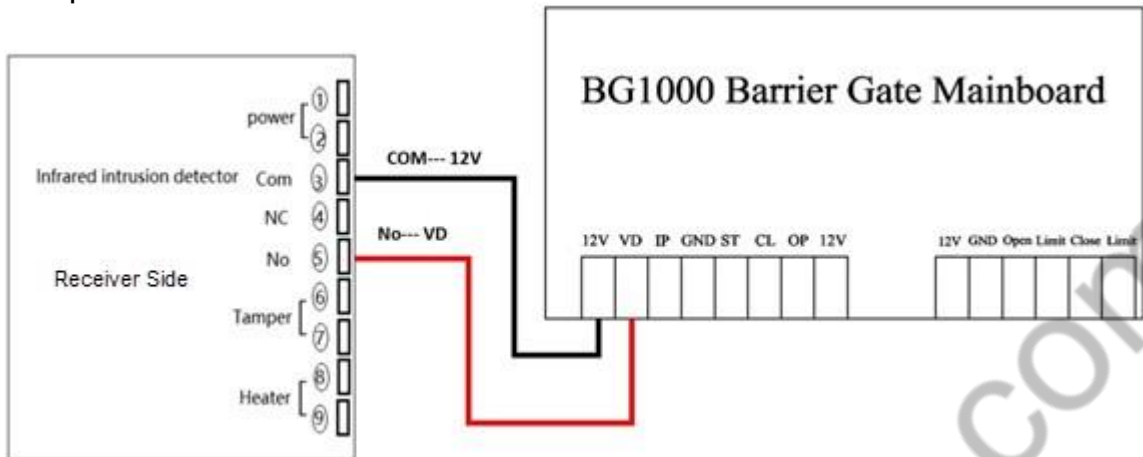 BG1000 Barrier Gate Mainboard
power
①
②
COM--- 12V
Infrared intrusion detector Com ③
NC ④
No--- VD
No ⑤
Receiver Side
Tamper
⑥
⑦
Heater
⑧
⑨
12V VD IP GND ST CL OP 12V
12V GND Open Limit Close Limit
com